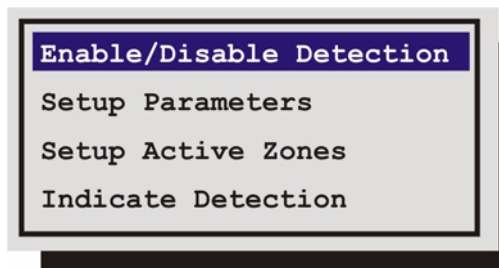 Enable/Disable Detection
Setup Parameters
Setup Active Zones
Indicate Detection